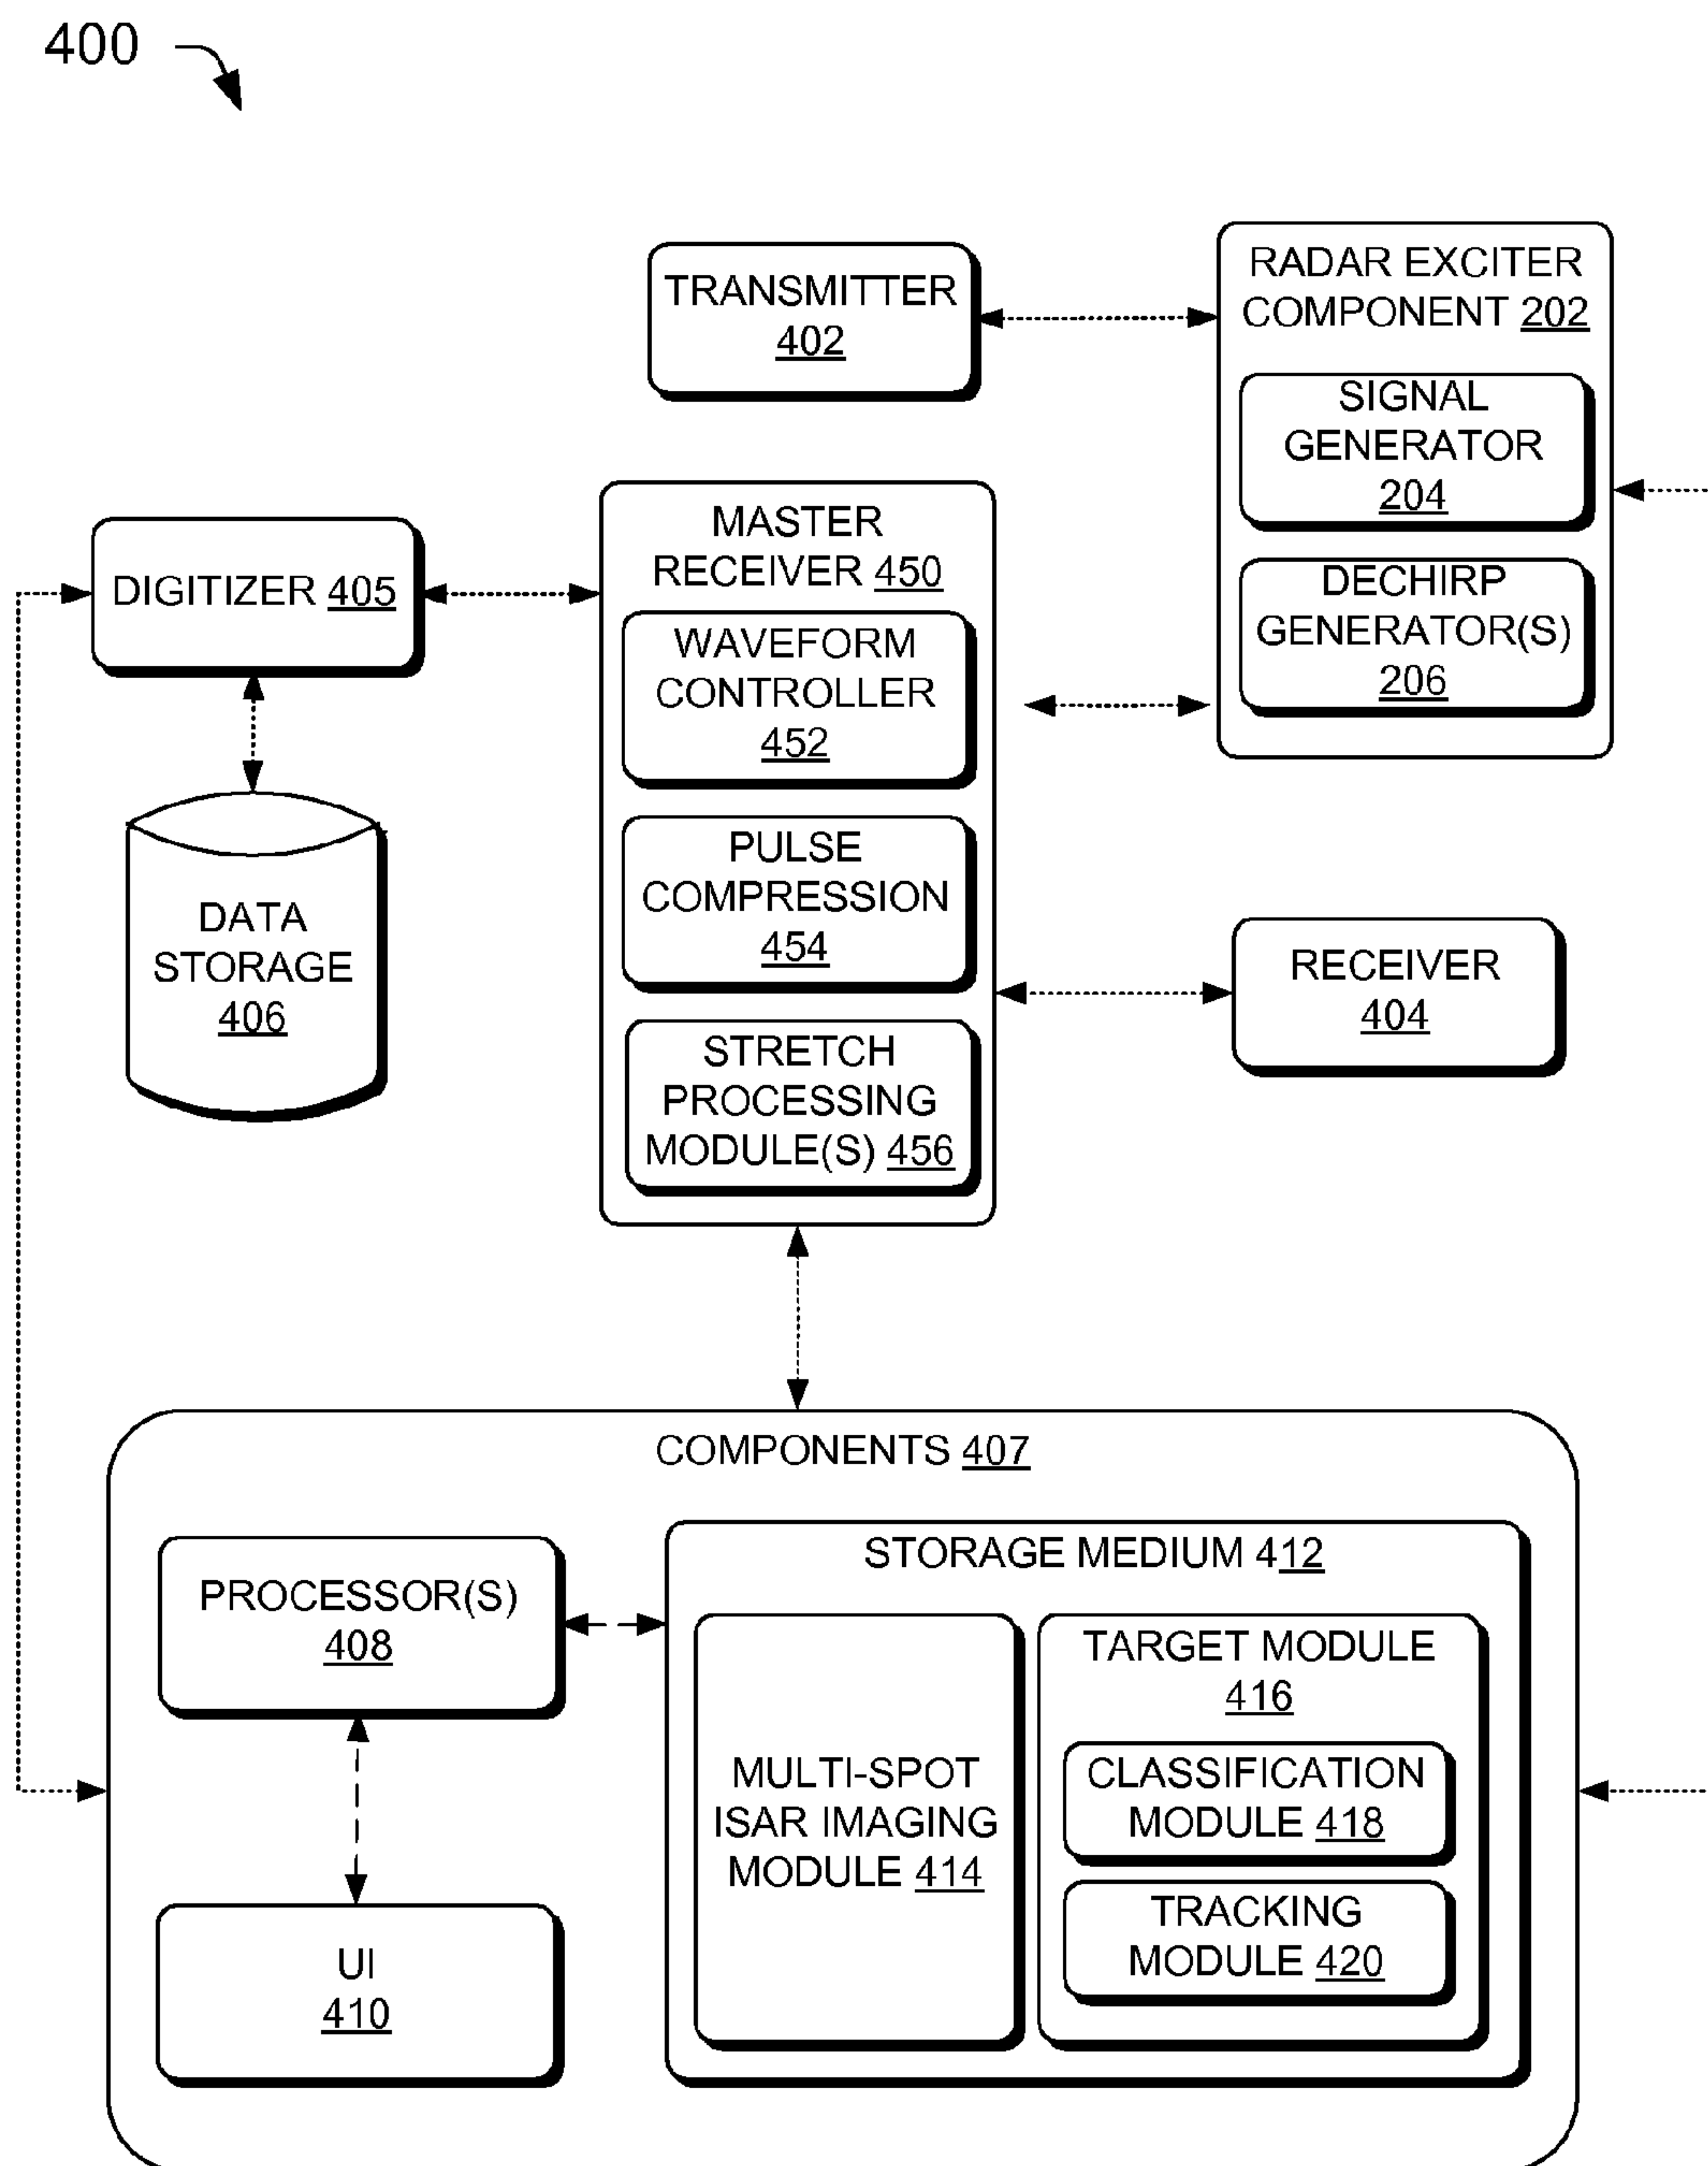 400
TRANSMITTER
402
RADAR EXCITER
COMPONENT 202
SIGNAL
GENERATOR
204
DECHIRP
GENERATOR(S)
206
MASTER
RECEIVER 450
WAVEFORM
CONTROLLER
452
PULSE
COMPRESSION
454
STRETCH
PROCESSING
MODULE(S) 456
DIGITIZER 405
DATA
STORAGE
406
RECEIVER
404
COMPONENTS 407
PROCESSOR(S)
408
UI
410
STORAGE MEDIUM 412
MULTI-SPOT
ISAR IMAGING
MODULE 414
TARGET MODULE
416
CLASSIFICATION
MODULE 418
TRACKING
MODULE 420